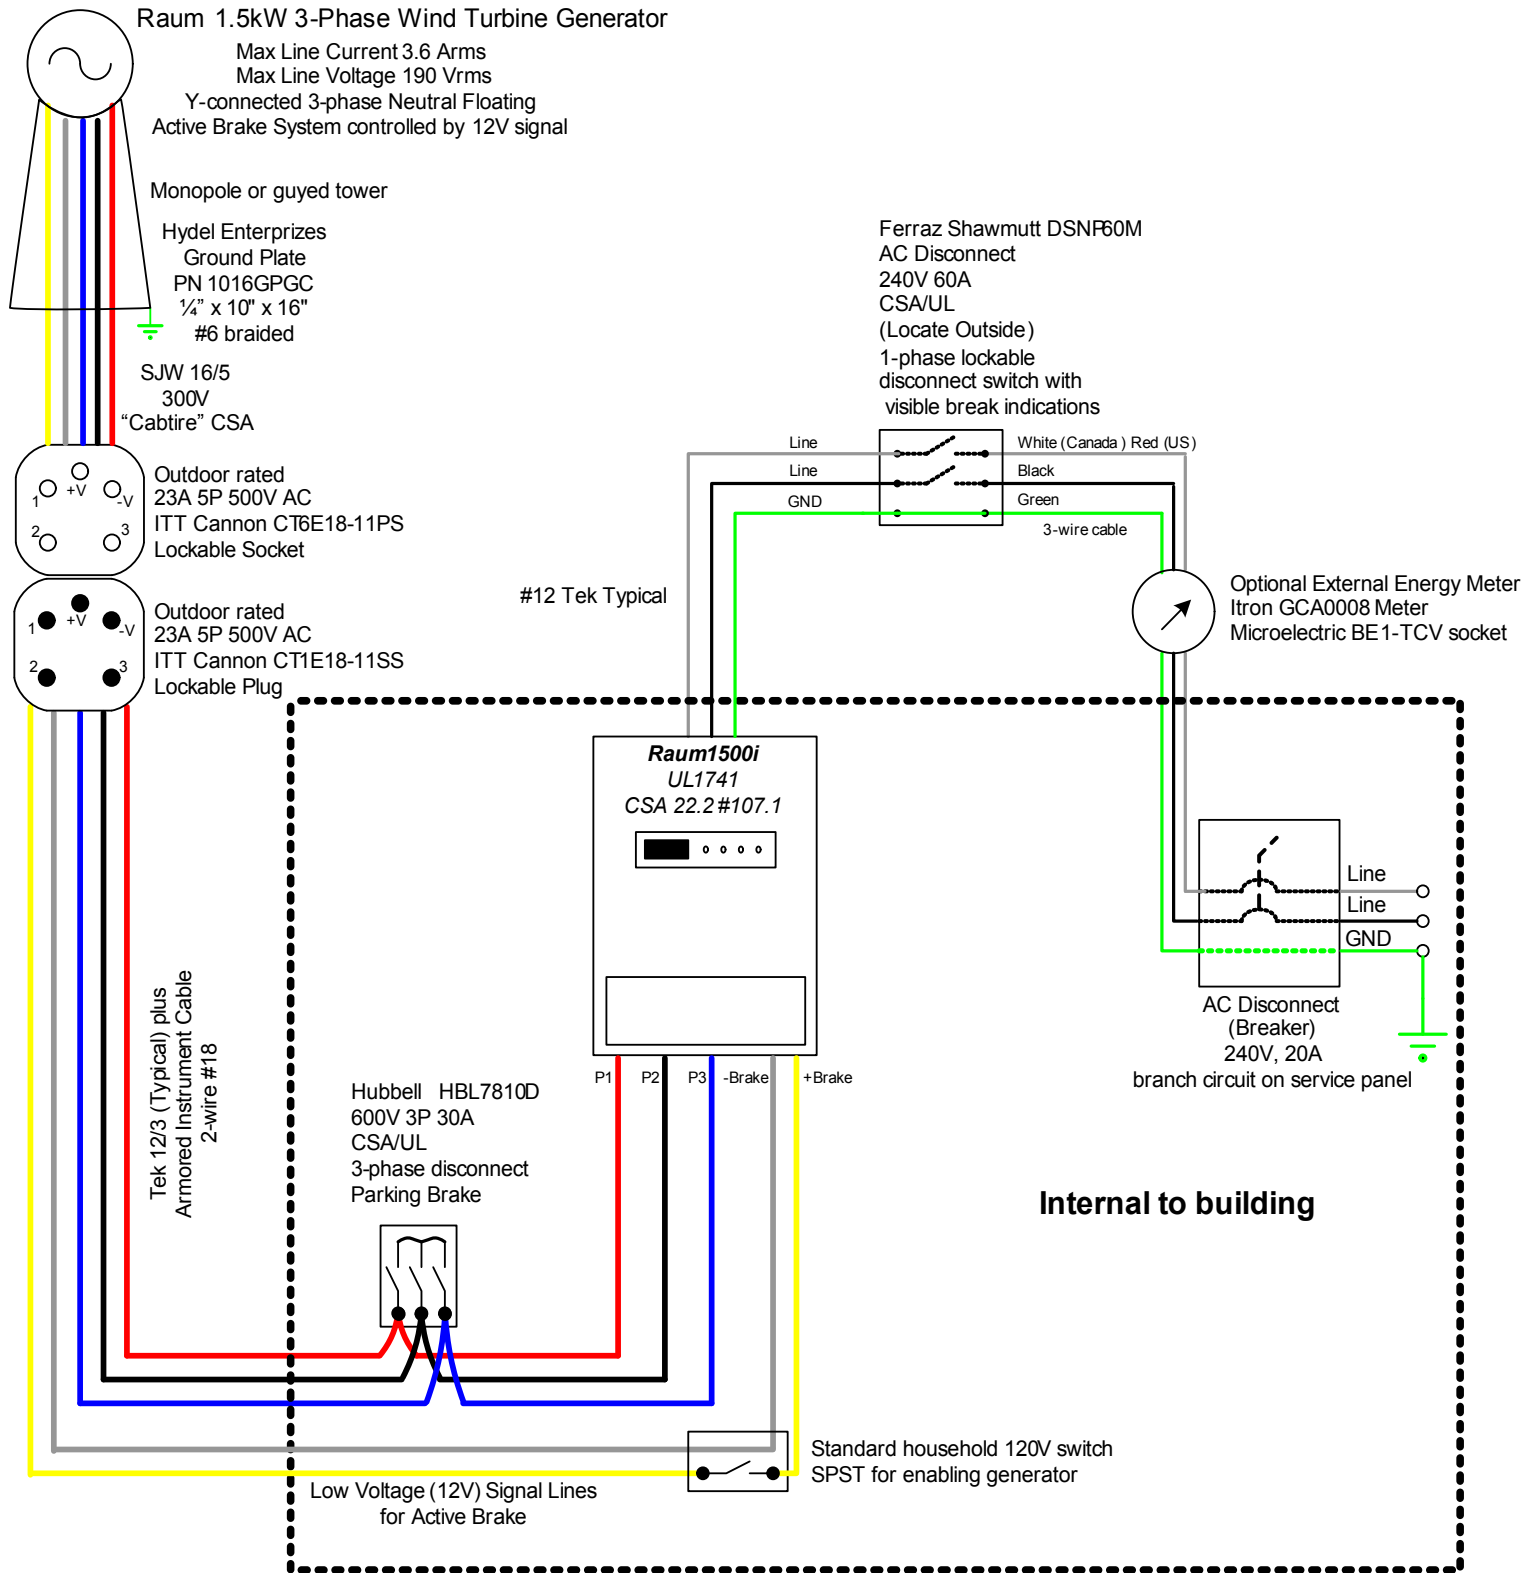 Raum 1.5kW 3-Phase Wind Turbine Generator
Max Line Current 3.6 Arms
Max Line Voltage 190 Vrms
Y-connected 3-phase Neutral Floating
Active Brake System controlled by 12V signal
Monopole or guyed tower
Hydel Enterprizes
Ground Plate
PN 1016GPGC
¼” x 10" x 16"
#6 braided
SJW 16/5
300V
“Cabtire” CSA
1
+V
-V
2
3
Outdoor rated
23A 5P 500V AC
ITT Cannon CT6E18-11PS
Lockable Socket
1
+V
-V
2
3
Outdoor rated
23A 5P 500V AC
ITT Cannon CT1E18-11SS
Lockable Plug
Ferraz Shawmutt DSNP60M
AC Disconnect
240V 60A
CSA/UL
(Locate Outside)
1-phase lockable
disconnect switch with
visible break indications
Line
White (Canada ) Red (US)
Line
Black
GND
Green
3-wire cable
#12 Tek Typical
Optional External Energy Meter
Itron GCA0008 Meter
Microelectric BE1-TCV socket
Raum1500i
UL1741
CSA 22.2 #107.1
Line
Line
GND
AC Disconnect
(Breaker)
240V, 20A
branch circuit on service panel
P1
P2
P3
-Brake
+Brake
Tek 12/3 (Typical) plus
Armored Instrument Cable
2-wire #18
Hubbell HBL7810D
600V 3P 30A
CSA/UL
3-phase disconnect
Parking Brake
Internal to building
Standard household 120V switch
SPST for enabling generator
Low Voltage (12V) Signal Lines
for Active Brake